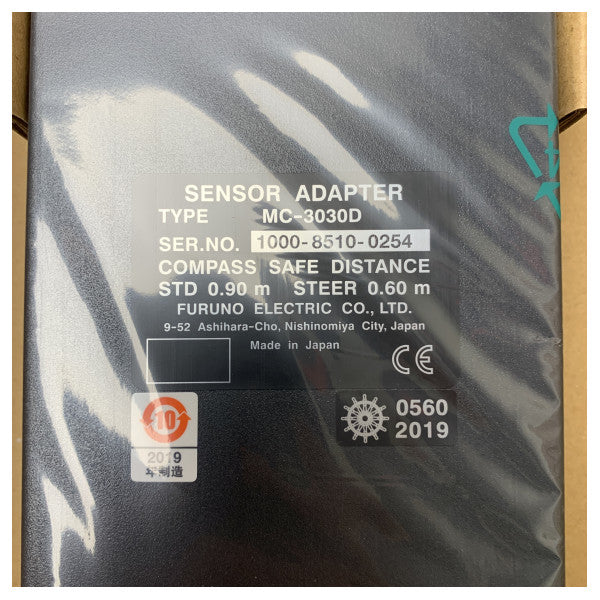 SENSOR ADAPTER
TYPE MC-3030D
SER.NO. 1000-8510-0254
COMPASS SAFE DISTANCE
STD 0.90 m STEER 0.60 m
FURUNO ELECTRIC CO., LTD.
9-52 Ashihara-Cho, Nishinomiya City, Japan
Made in Japan
CE
10
2019
年制造
0560
2019